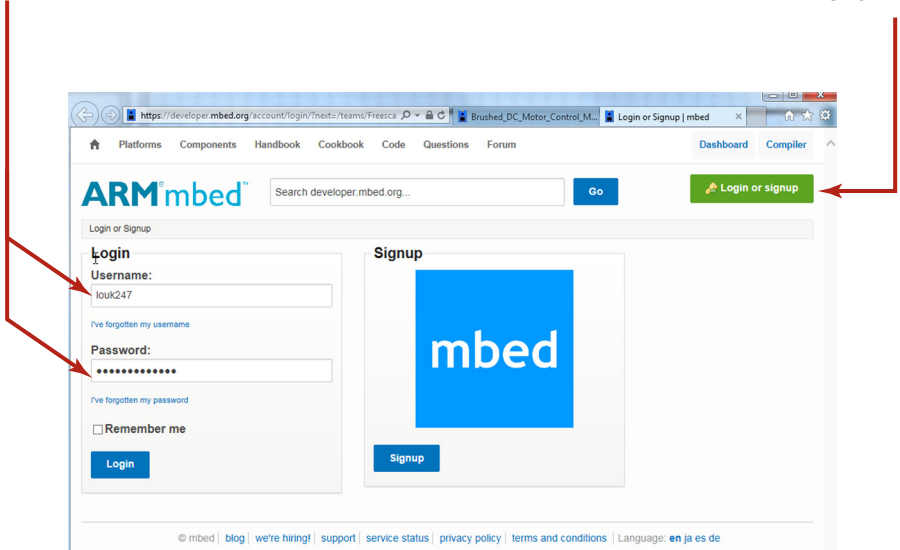 https://developer.mbed.org/account/login/?next=/teams/Freesca
Brushed_DC_Motor_Control_M...
Login or Signup | mbed
Platforms Components Handbook Cookbook Code Questions Forum Dashboard Compiler
ARM® mbed™
Search developer.mbed.org...
Go
Login or signup
Login or Signup
Login
Username:
louk247
I've forgotten my username
Password:
•••••••••••••
I've forgotten my password
Remember me
Login
Signup
mbed
Signup
© mbed | blog | we're hiring! | support | service status | privacy policy | terms and conditions | Language: en ja es de